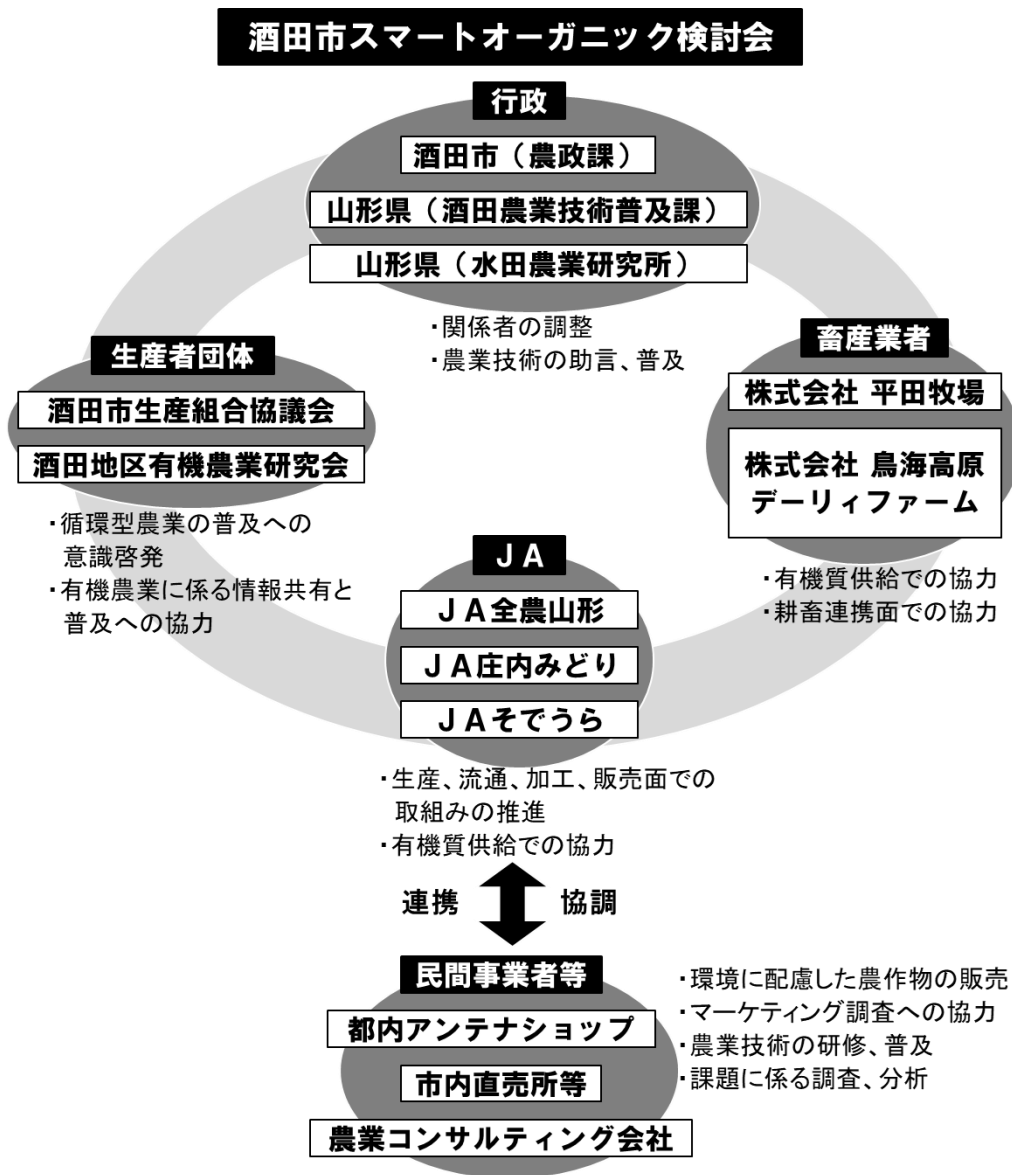 酒田市スマートオーガニック検討会
行政
酒田市（農政課）
山形県（酒田農業技術普及課）
山形県（水田農業研究所）
・関係者の調整
・農業技術の助言、普及
生産者団体
酒田市生産組合協議会
酒田地区有機農業研究会
・循環型農業の普及への
意識啓発
・有機農業に係る情報共有と
普及への協力
畜産業者
株式会社 平田牧場
株式会社 鳥海高原
デーリィファーム
・有機質供給での協力
・耕畜連携面での協力
ＪＡ
ＪＡ全農山形
ＪＡ庄内みどり
ＪＡそでうら
・生産、流通、加工、販売面での
取組みの推進
・有機質供給での協力
連携 協調
民間事業者等
都内アンテナショップ
市内直売所等
農業コンサルティング会社
・環境に配慮した農作物の販売
・マーケティング調査への協力
・農業技術の研修、普及
・課題に係る調査、分析